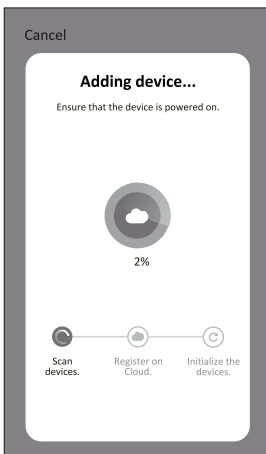 Cancel
Adding device...
Ensure that the device is powered on.
2%
Scan
devices.
Register on
Cloud.
Initialize the
devices.